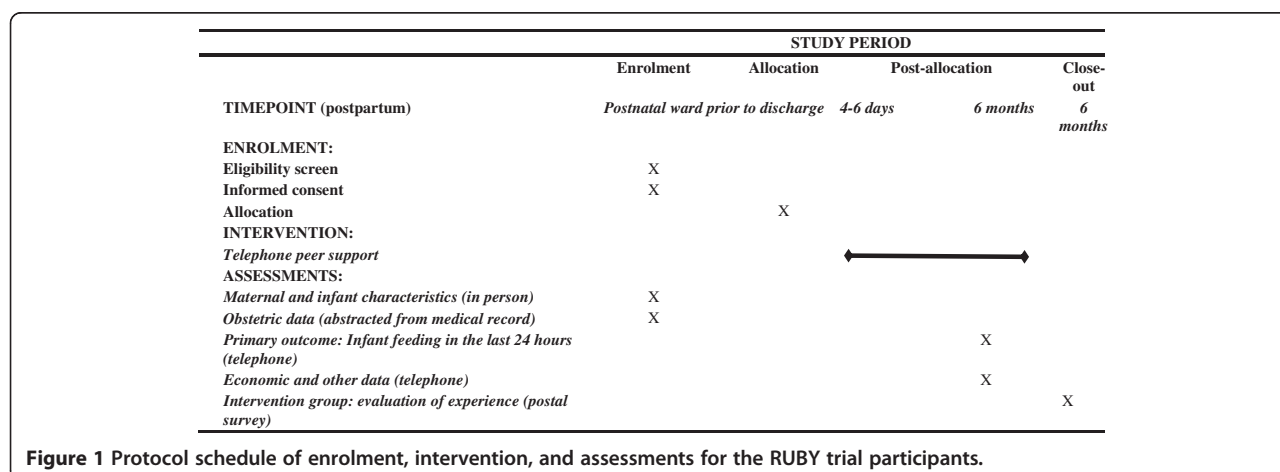 STUDY PERIOD
Enrolment Allocation Post-allocation Close-
out
TIMEPOINT (postpartum) Postnatal ward prior to discharge 4-6 days 6 months 6
months
ENROLMENT:
Eligibility screen X
Informed consent X
Allocation X
INTERVENTION:
Telephone peer support
ASSESSMENTS:
Maternal and infant characteristics (in person) X
Obstetric data (abstracted from medical record) X
Primary outcome: Infant feeding in the last 24 hours X
(telephone)
Economic and other data (telephone) X
Intervention group: evaluation of experience (postal X
survey)
Figure 1 Protocol schedule of enrolment, intervention, and assessments for the RUBY trial participants.